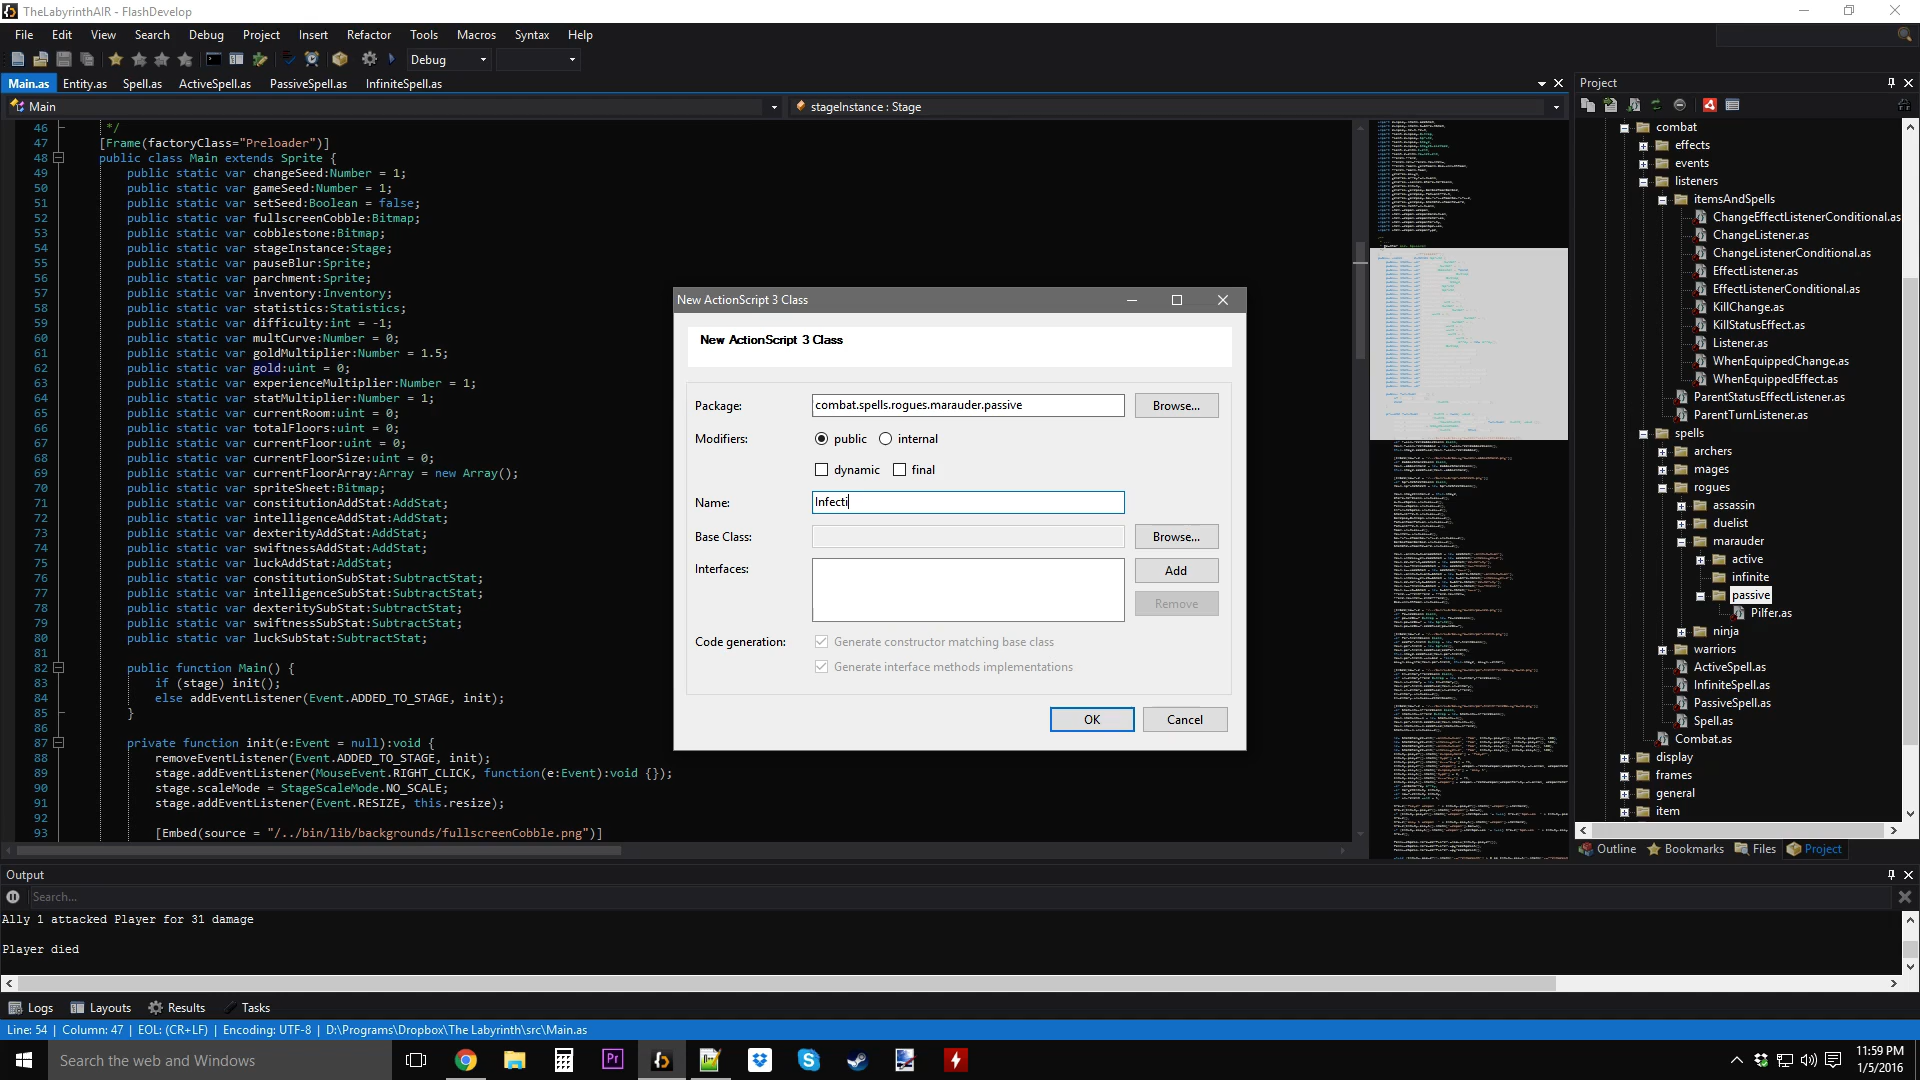 TheLabyrinthAIR - FlashDevelop
File Edit View Search Debug Project Insert Refactor Tools Macros Syntax Help
Debug
Main.as Entity.as Spell.as ActiveSpell.as PassiveSpell.as InfiniteSpell.as
Main
stageInstance : Stage
46 */
47 [Frame(factoryClass="Preloader")]
48 public class Main extends Sprite {
49 public static var changeSeed:Number = 1;
50 public static var gameSeed:Number = 1;
51 public static var setSeed:Boolean = false;
52 public static var fullscreenCobble:Bitmap;
53 public static var cobblestone:Bitmap;
54 public static var stageInstance:Stage;
55 public static var pauseBlur:Sprite;
56 public static var parchment:Sprite;
57 public static var inventory:Inventory;
58 public static var statistics:Statistics;
59 public static var difficulty:int = -1;
60 public static var multCurve:Number = 0;
61 public static var goldMultiplier:Number = 1.5;
62 public static var gold:uint = 0;
63 public static var experienceMultiplier:Number = 1;
64 public static var statMultiplier:Number = 1;
65 public static var currentRoom:uint = 0;
66 public static var totalFloors:uint = 0;
67 public static var currentFloor:uint = 0;
68 public static var currentFloorSize:uint = 0;
69 public static var currentFloorArray:Array = new Array();
70 public static var spriteSheet:Bitmap;
71 public static var constitutionAddStat:AddStat;
72 public static var intelligenceAddStat:AddStat;
73 public static var dexterityAddStat:AddStat;
74 public static var swiftnessAddStat:AddStat;
75 public static var luckAddStat:AddStat;
76 public static var constitutionSubStat:SubtractStat;
77 public static var intelligenceSubStat:SubtractStat;
78 public static var dexteritySubStat:SubtractStat;
79 public static var swiftnessSubStat:SubtractStat;
80 public static var luckSubStat:SubtractStat;
81
82 public function Main() {
83 if (stage) init();
84 else addEventListener(Event.ADDED_TO_STAGE, init);
85 }
86
87 private function init(e:Event = null):void {
88 removeEventListener(Event.ADDED_TO_STAGE, init);
89 stage.addEventListener(MouseEvent.RIGHT_CLICK, function(e:Event):void {});
90 stage.scaleMode = StageScaleMode.NO_SCALE;
91 stage.addEventListener(Event.RESIZE, this.resize);
92
93 [Embed(source = "/../bin/lib/backgrounds/fullscreenCobble.png")]
New ActionScript 3 Class
New ActionScript 3 Class
Package: combat.spells.rogues.marauder.passive Browse...
Modifiers: public internal
dynamic final
Name: Infecti
Base Class: Browse...
Interfaces: Add
Remove
Code generation: Generate constructor matching base class
Generate interface methods implementations
OK Cancel
Project
combat
effects
events
listeners
itemsAndSpells
ChangeEffectListenerConditional.as
ChangeListener.as
ChangeListenerConditional.as
EffectListener.as
EffectListenerConditional.as
KillChange.as
KillStatusEffect.as
Listener.as
WhenEquippedChange.as
WhenEquippedEffect.as
ParentStatusEffectListener.as
ParentTurnListener.as
spells
archers
mages
rogues
assassin
duelist
marauder
active
infinite
passive
Pilfer.as
ninja
warriors
ActiveSpell.as
InfiniteSpell.as
PassiveSpell.as
Spell.as
Combat.as
display
frames
general
item
Outline Bookmarks Files Project
Output
Search...
Ally 1 attacked Player for 31 damage
Player died
Logs Layouts Results Tasks
Line: 54 | Column: 47 | EOL: (CR+LF) | Encoding: UTF-8 | D:\Programs\Dropbox\The Labyrinth\src\Main.as
Search the web and Windows
Pr
11:59 PM
1/5/2016